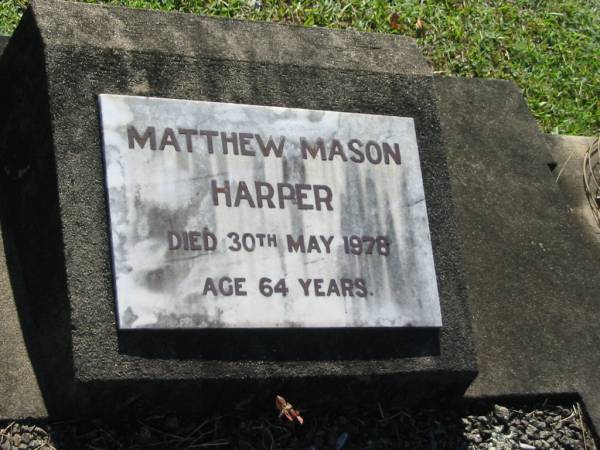 MATTHEW MASON
HARPER
DIED 30TH MAY 1978
AGE 64 YEARS.